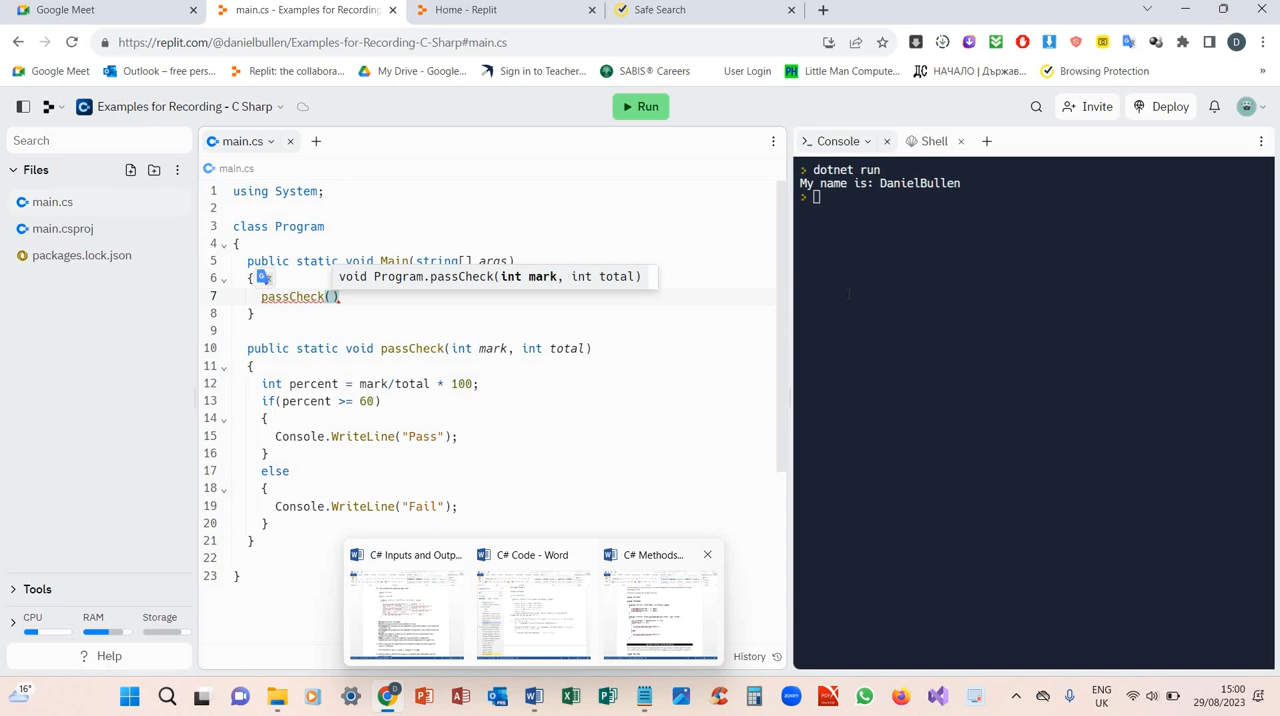 Google Meet
main.cs - Examples for Recording
Home - Replit
Safe Search
https://replit.com/@danielbullen/Examples-for-Recording-C-Sharp#main.cs
D
Google Meet
Outlook – free pers...
Replit: the collabora...
My Drive - Google...
Sign in to Teacher...
SABIS® Careers
User Login
Little Man Compute...
НАЧАЛО | Държав...
Browsing Protection
Examples for Recording - C Sharp
Run
Invite
Deploy
Search
main.cs
Console
Shell
Files
main.cs
main.cs
main.csproj
packages.lock.json
dotnet run
My name is: DanielBullen
1 using System;
2
3 class Program
4 {
5 public static void Main(string[] args)
6 {
void Program.passCheck(int mark, int total)
7 passCheck()
8 }
9
10 public static void passCheck(int mark, int total)
11 {
12 int percent = mark/total * 100;
13 if(percent >= 60)
14 {
15 Console.WriteLine("Pass");
16 }
17 else
18 {
19 Console.WriteLine("Fail");
20 }
21 }
22
23
C# Inputs and Outp...
C# Code - Word
C# Methods...
Tools
RAM
Storage
History
16
ENG
UK
15:00
29/08/2023